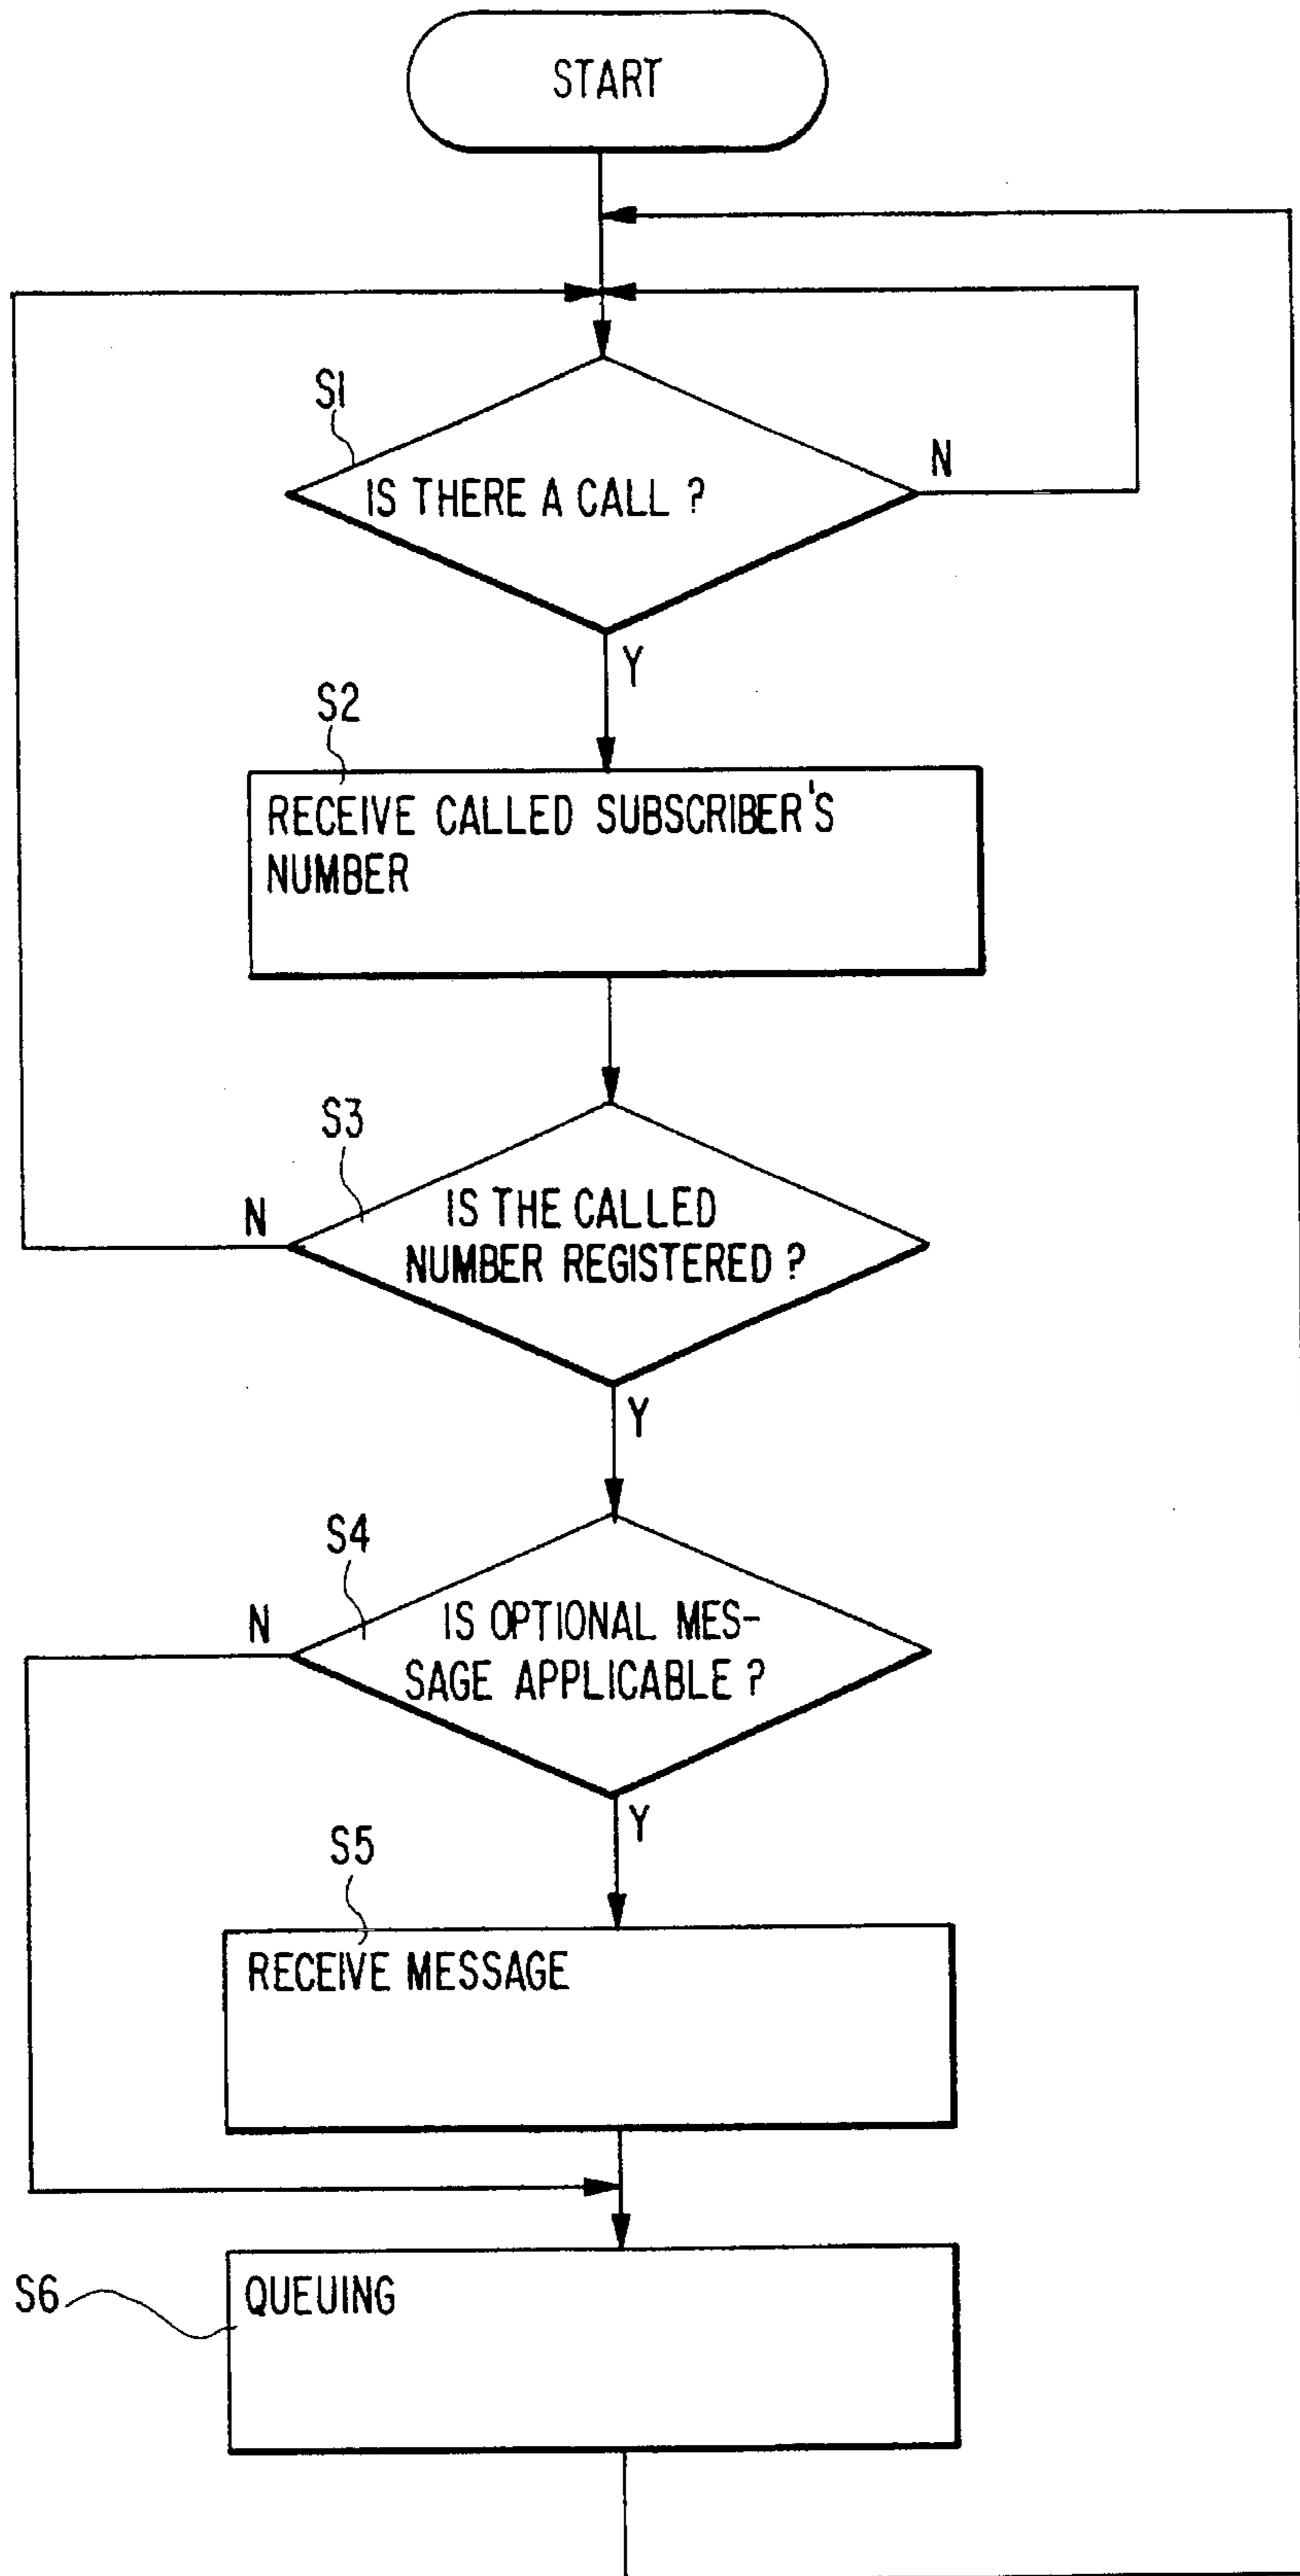 START
S1
IS THERE A CALL ?
N
Y
S2
RECEIVE CALLED SUBSCRIBER'S
NUMBER
S3
N
IS THE CALLED
NUMBER REGISTERED ?
Y
S4
N
IS OPTIONAL MES-
SAGE APPLICABLE ?
Y
S5
RECEIVE MESSAGE
S6
QUEUING